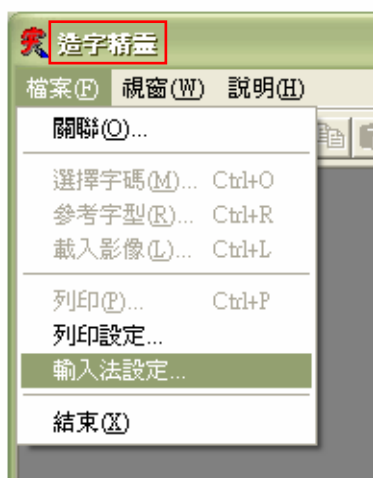 造字精靈
檔案(F) 視窗(W) 說明(H)
關聯(O)...
選擇字碼(M)... Ctrl+O
參考字型(R)... Ctrl+R
載入影像(L)... Ctrl+L
列印(P)... Ctrl+P
列印設定...
輸入法設定...
結束(X)